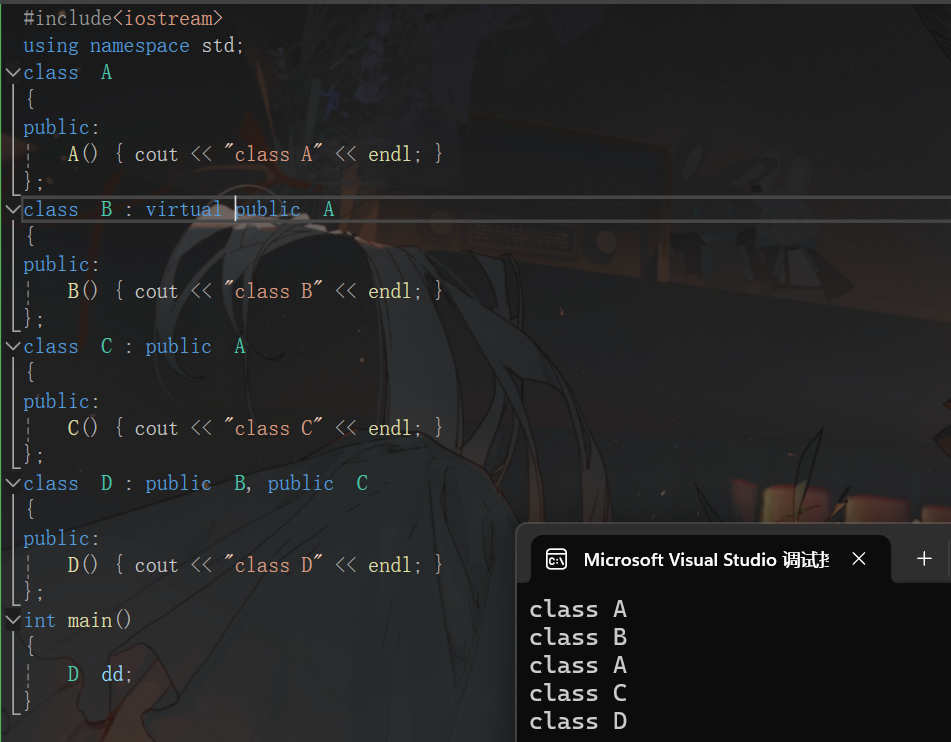 #include<iostream>
using namespace std;
class  A
{
public:
    A() { cout << "class A" << endl; }
};
class  B : virtual public  A
{
public:
    B() { cout << "class B" << endl; }
};
class  C : public  A
{
public:
    C() { cout << "class C" << endl; }
};
class  D : public  B, public  C
{
public:
    D() { cout << "class D" << endl; }
};
int main()
{
    D  dd;
}
Microsoft Visual Studio 调试
class A
class B
class A
class C
class D